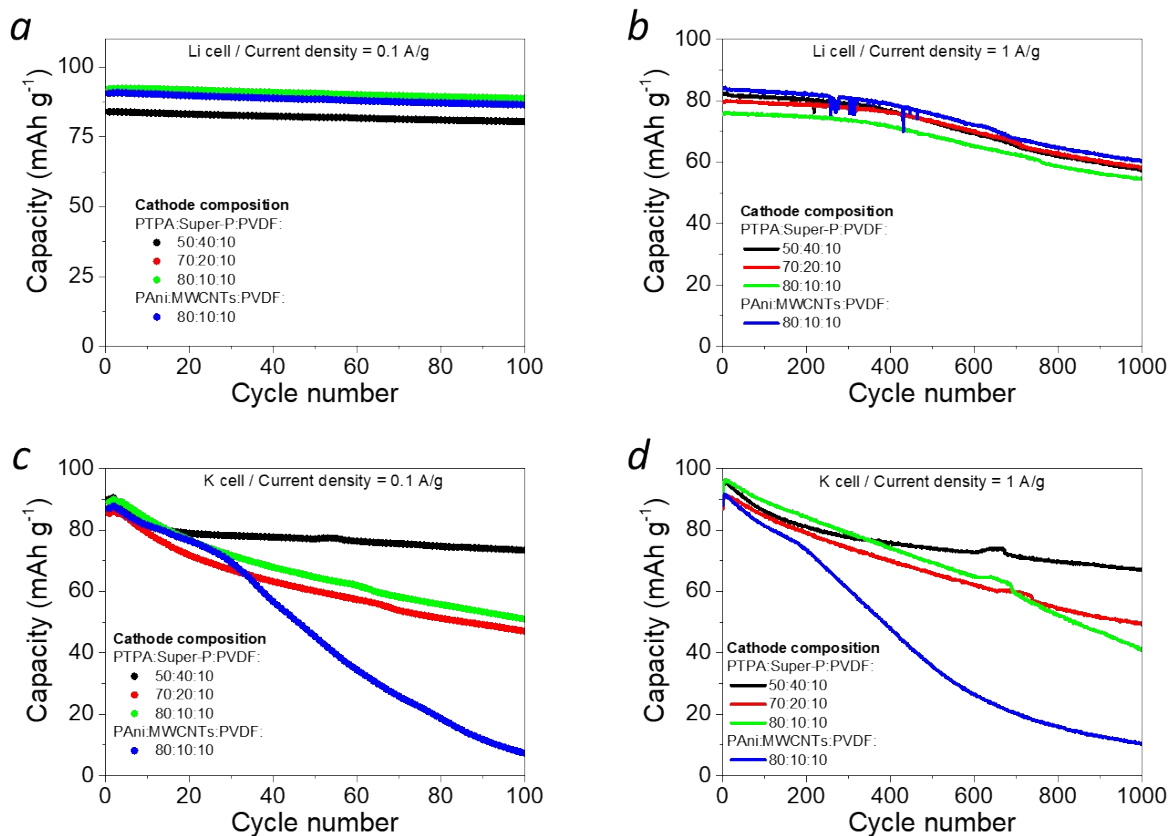 a
Li cell / Current density = 0.1 A/g
100
75
50
25
0
Capacity (mAh g⁻¹)
Cathode composition
PTPA:Super-P:PVDF:
50:40:10
70:20:10
80:10:10
PAni:MWCNTs:PVDF:
80:10:10
0 20 40 60 80 100
Cycle number
b
Li cell / Current density = 1 A/g
100
80
60
40
20
0
Capacity (mAh g⁻¹)
Cathode composition
PTPA:Super-P:PVDF:
50:40:10
70:20:10
80:10:10
PAni:MWCNTs:PVDF:
80:10:10
0 200 400 600 800 1000
Cycle number
c
K cell / Current density = 0.1 A/g
100
80
60
40
20
0
Capacity (mAh g⁻¹)
Cathode composition
PTPA:Super-P:PVDF:
50:40:10
70:20:10
80:10:10
PAni:MWCNTs:PVDF:
80:10:10
0 20 40 60 80 100
Cycle number
d
K cell / Current density = 1 A/g
100
80
60
40
20
0
Capacity (mAh g⁻¹)
Cathode composition
PTPA:Super-P:PVDF:
50:40:10
70:20:10
80:10:10
PAni:MWCNTs:PVDF:
80:10:10
0 200 400 600 800 1000
Cycle number